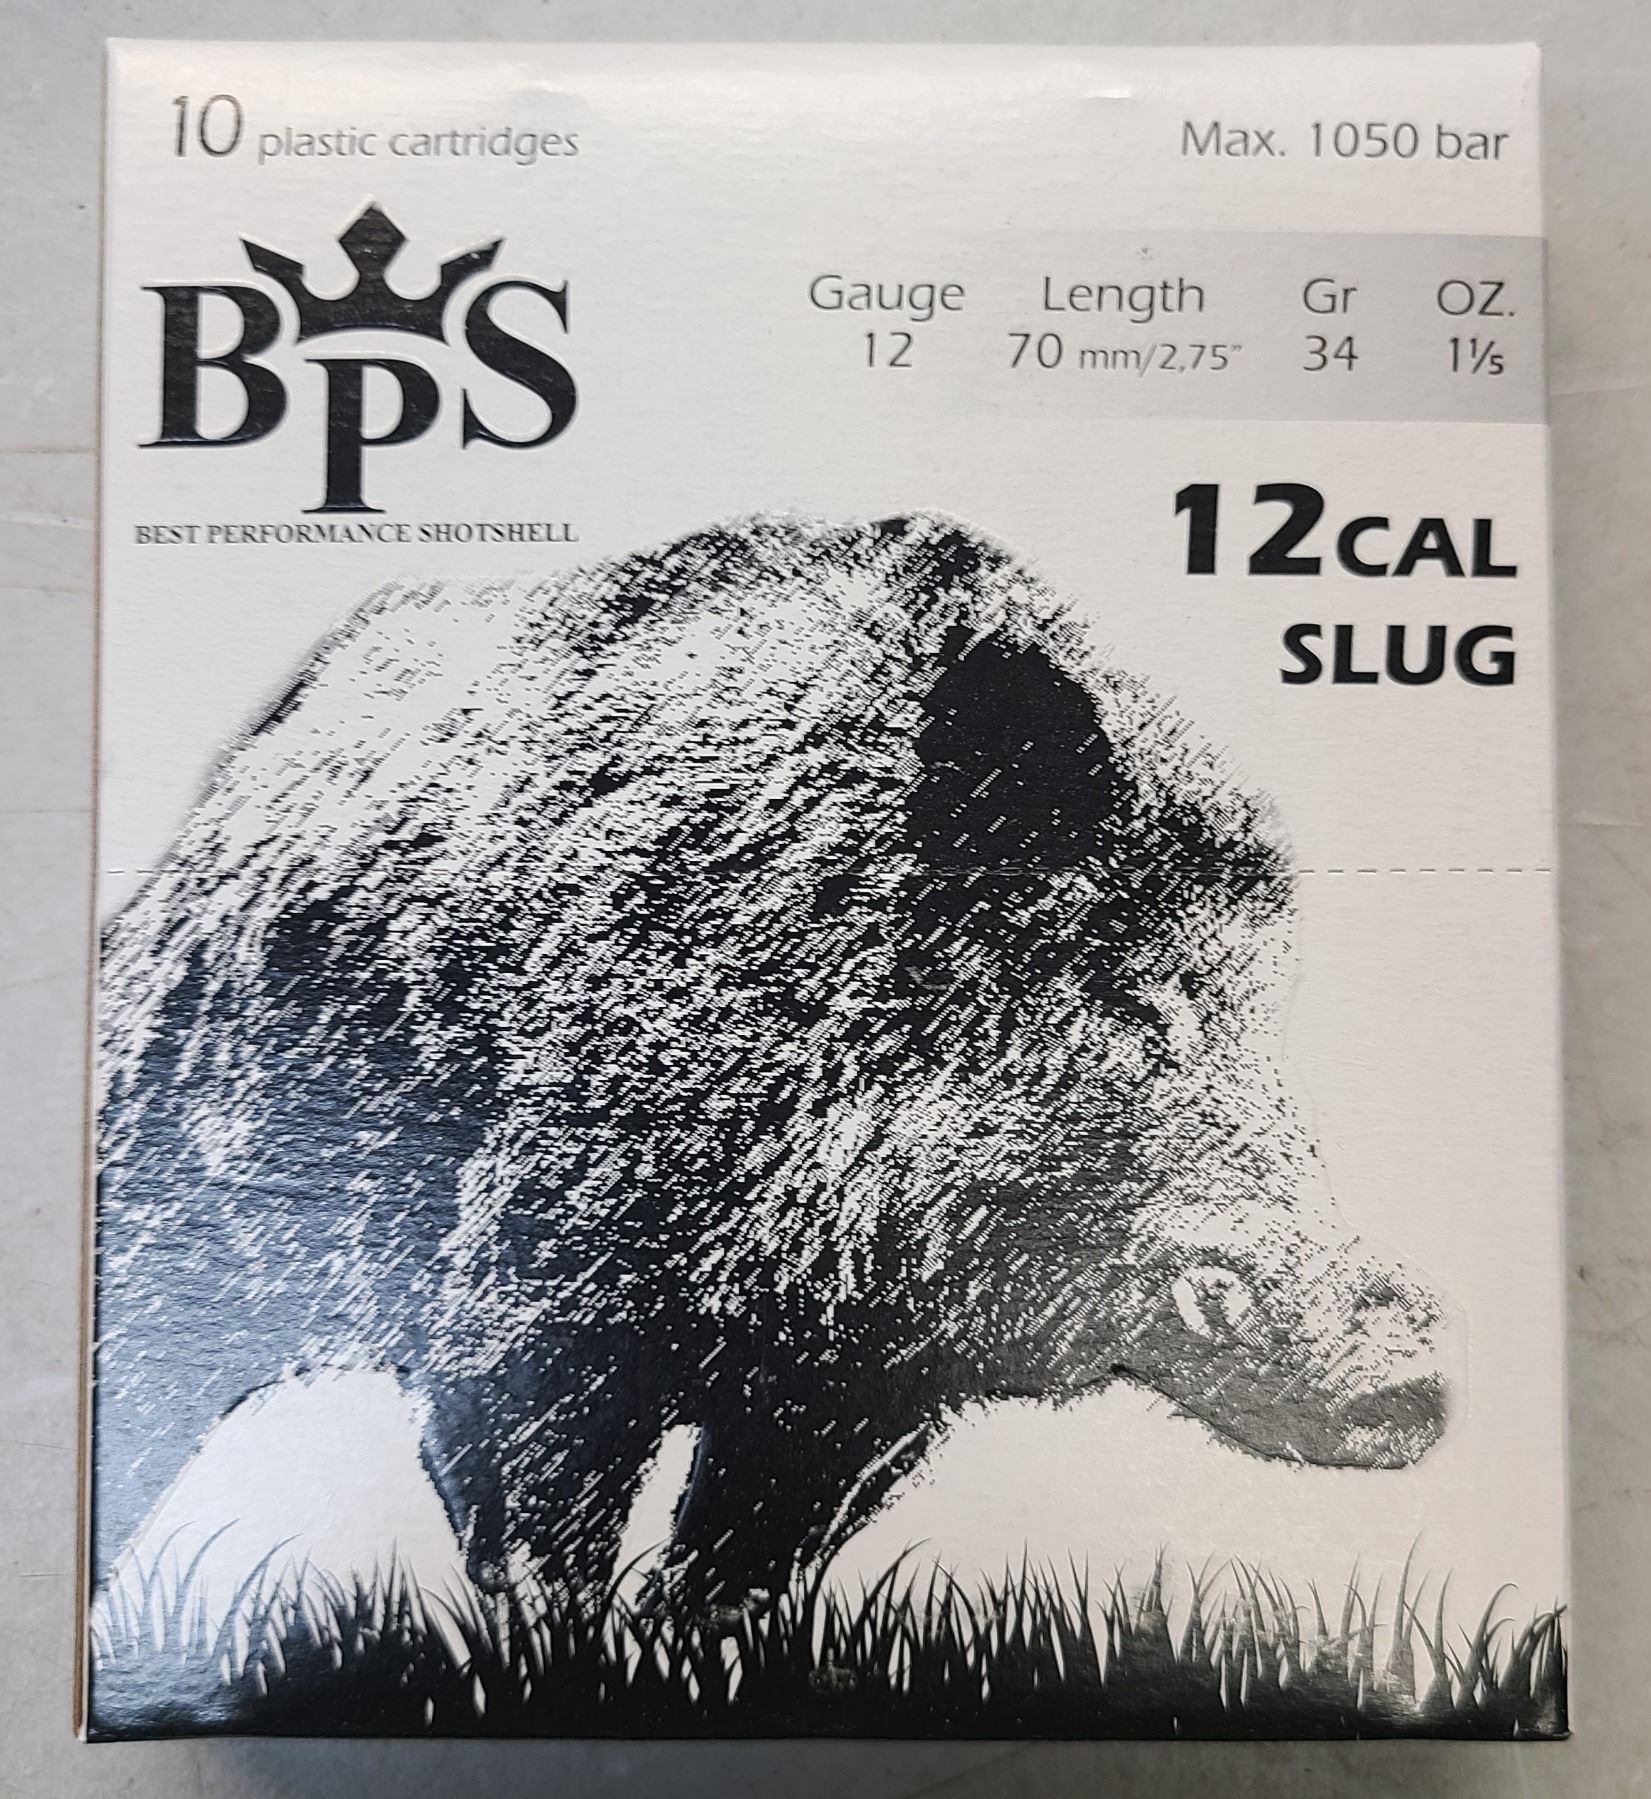 10 plastic cartridges
Max. 1050 bar
BPS
BEST PERFORMANCE SHOTSHELL
Gauge Length Gr OZ.
12 70 mm/2,75" 34 1⅕
12CAL
SLUG